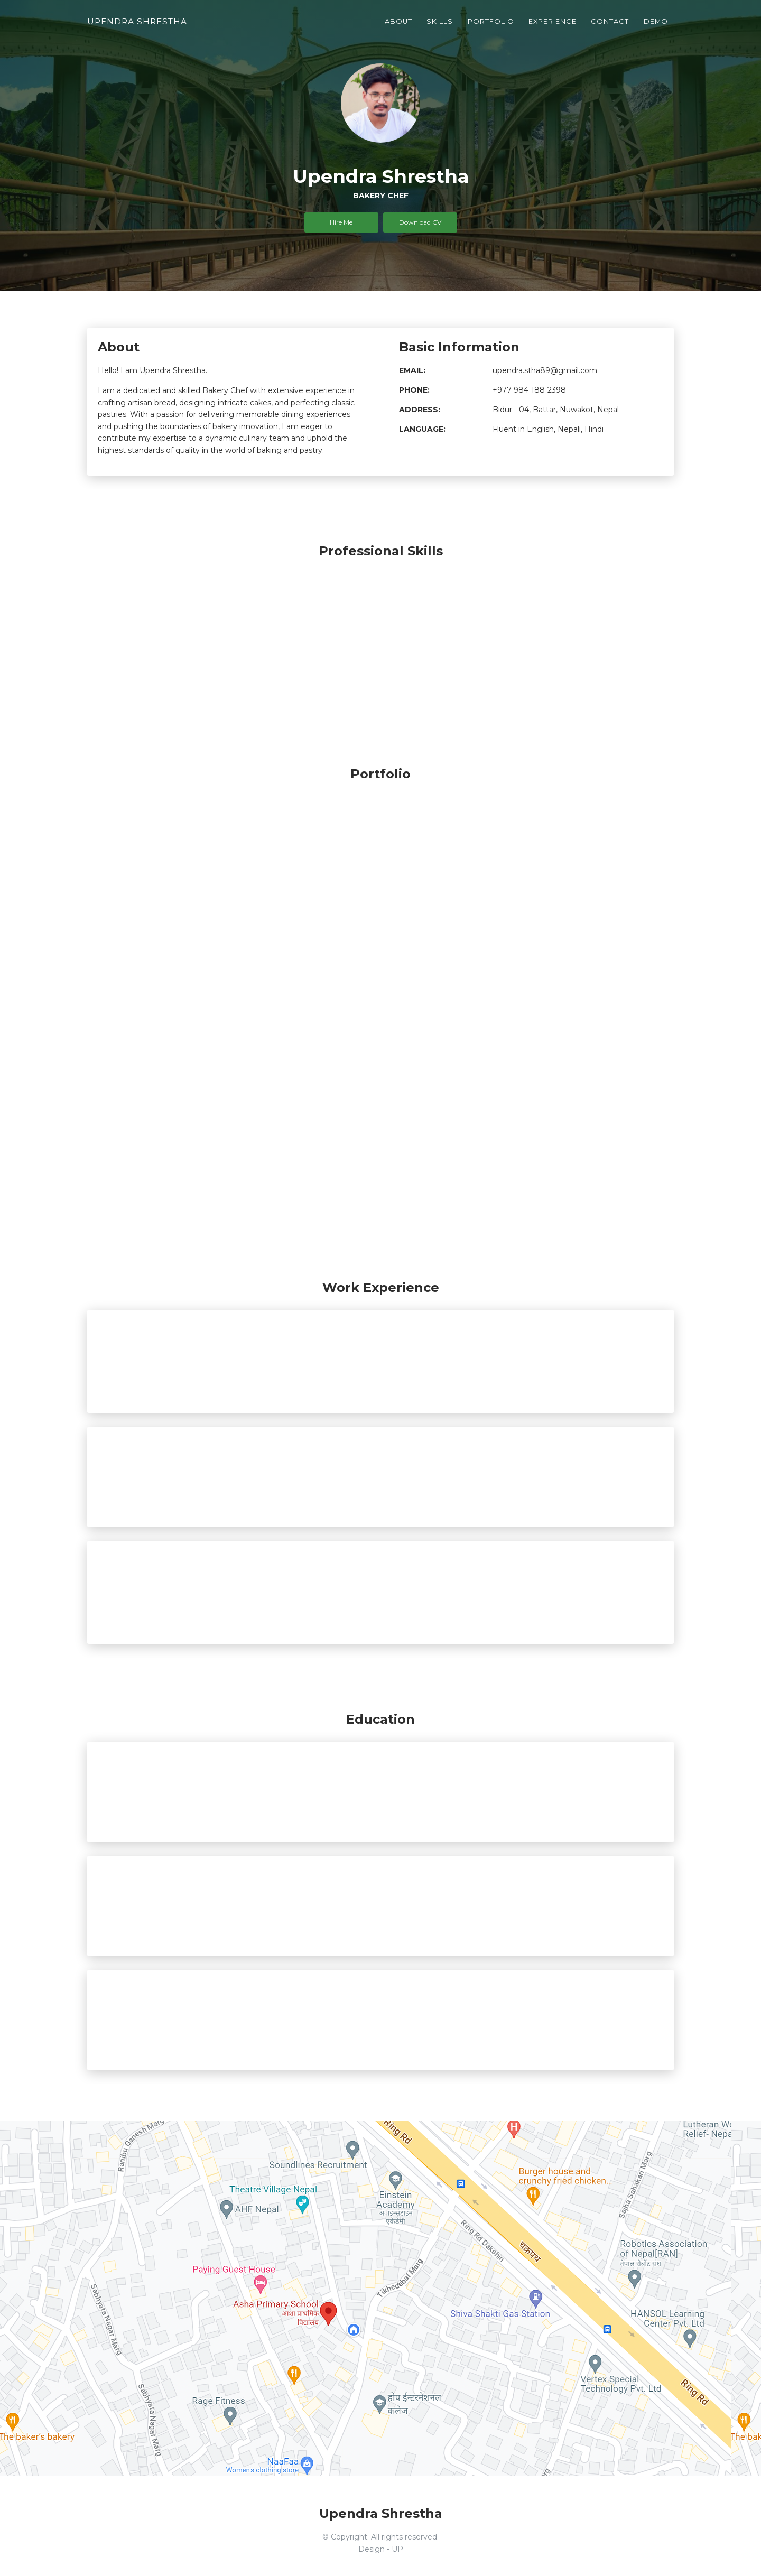 UPENDRA SHRESTHA
ABOUT SKILLS PORTFOLIO EXPERIENCE CONTACT DEMO
Upendra Shrestha
BAKERY CHEF
Hire Me Download CV
About
Hello! I am Upendra Shrestha.
I am a dedicated and skilled Bakery Chef with extensive experience in
crafting artisan bread, designing intricate cakes, and perfecting classic
pastries. With a passion for delivering memorable dining experiences
and pushing the boundaries of bakery innovation, I am eager to
contribute my expertise to a dynamic culinary team and uphold the
highest standards of quality in the world of baking and pastry.
Basic Information
EMAIL: upendra.stha89@gmail.com
PHONE: +977 984-188-2398
ADDRESS: Bidur - 04, Battar, Nuwakot, Nepal
LANGUAGE: Fluent in English, Nepali, Hindi
Professional Skills
Portfolio
Work Experience
Education
Ranibu Ganesh Marg
Ring Rd
Lutheran Wo
Relief- Nepa
Soundlines Recruitment
Burger house and
crunchy fried chicken...
Theatre Village Nepal
Einstein
Academy
एकेडेमी
AHF Nepal
Sajha Sahakari Marg
Ring Rd Dakshin
चक्रपथ
Robotics Association
of Nepal[RAN]
नेपाल रोबोट संघ
Paying Guest House
Tikhedebal Marg
Sabhyata Nagar Marg
Asha Primary School
आशा प्राथमिक
विद्यालय
Shiva Shakti Gas Station
HANSOL Learning
Center Pvt. Ltd
Vertex Special
Technology Pvt. Ltd
Ring Rd
Sabhyata Nagar Marg
Rage Fitness
होप ईन्टरनेशनल
कलेज
The baker's bakery
The bak
NaaFaa
Women's clothing store
Upendra Shrestha
© Copyright. All rights reserved.
Design - UP